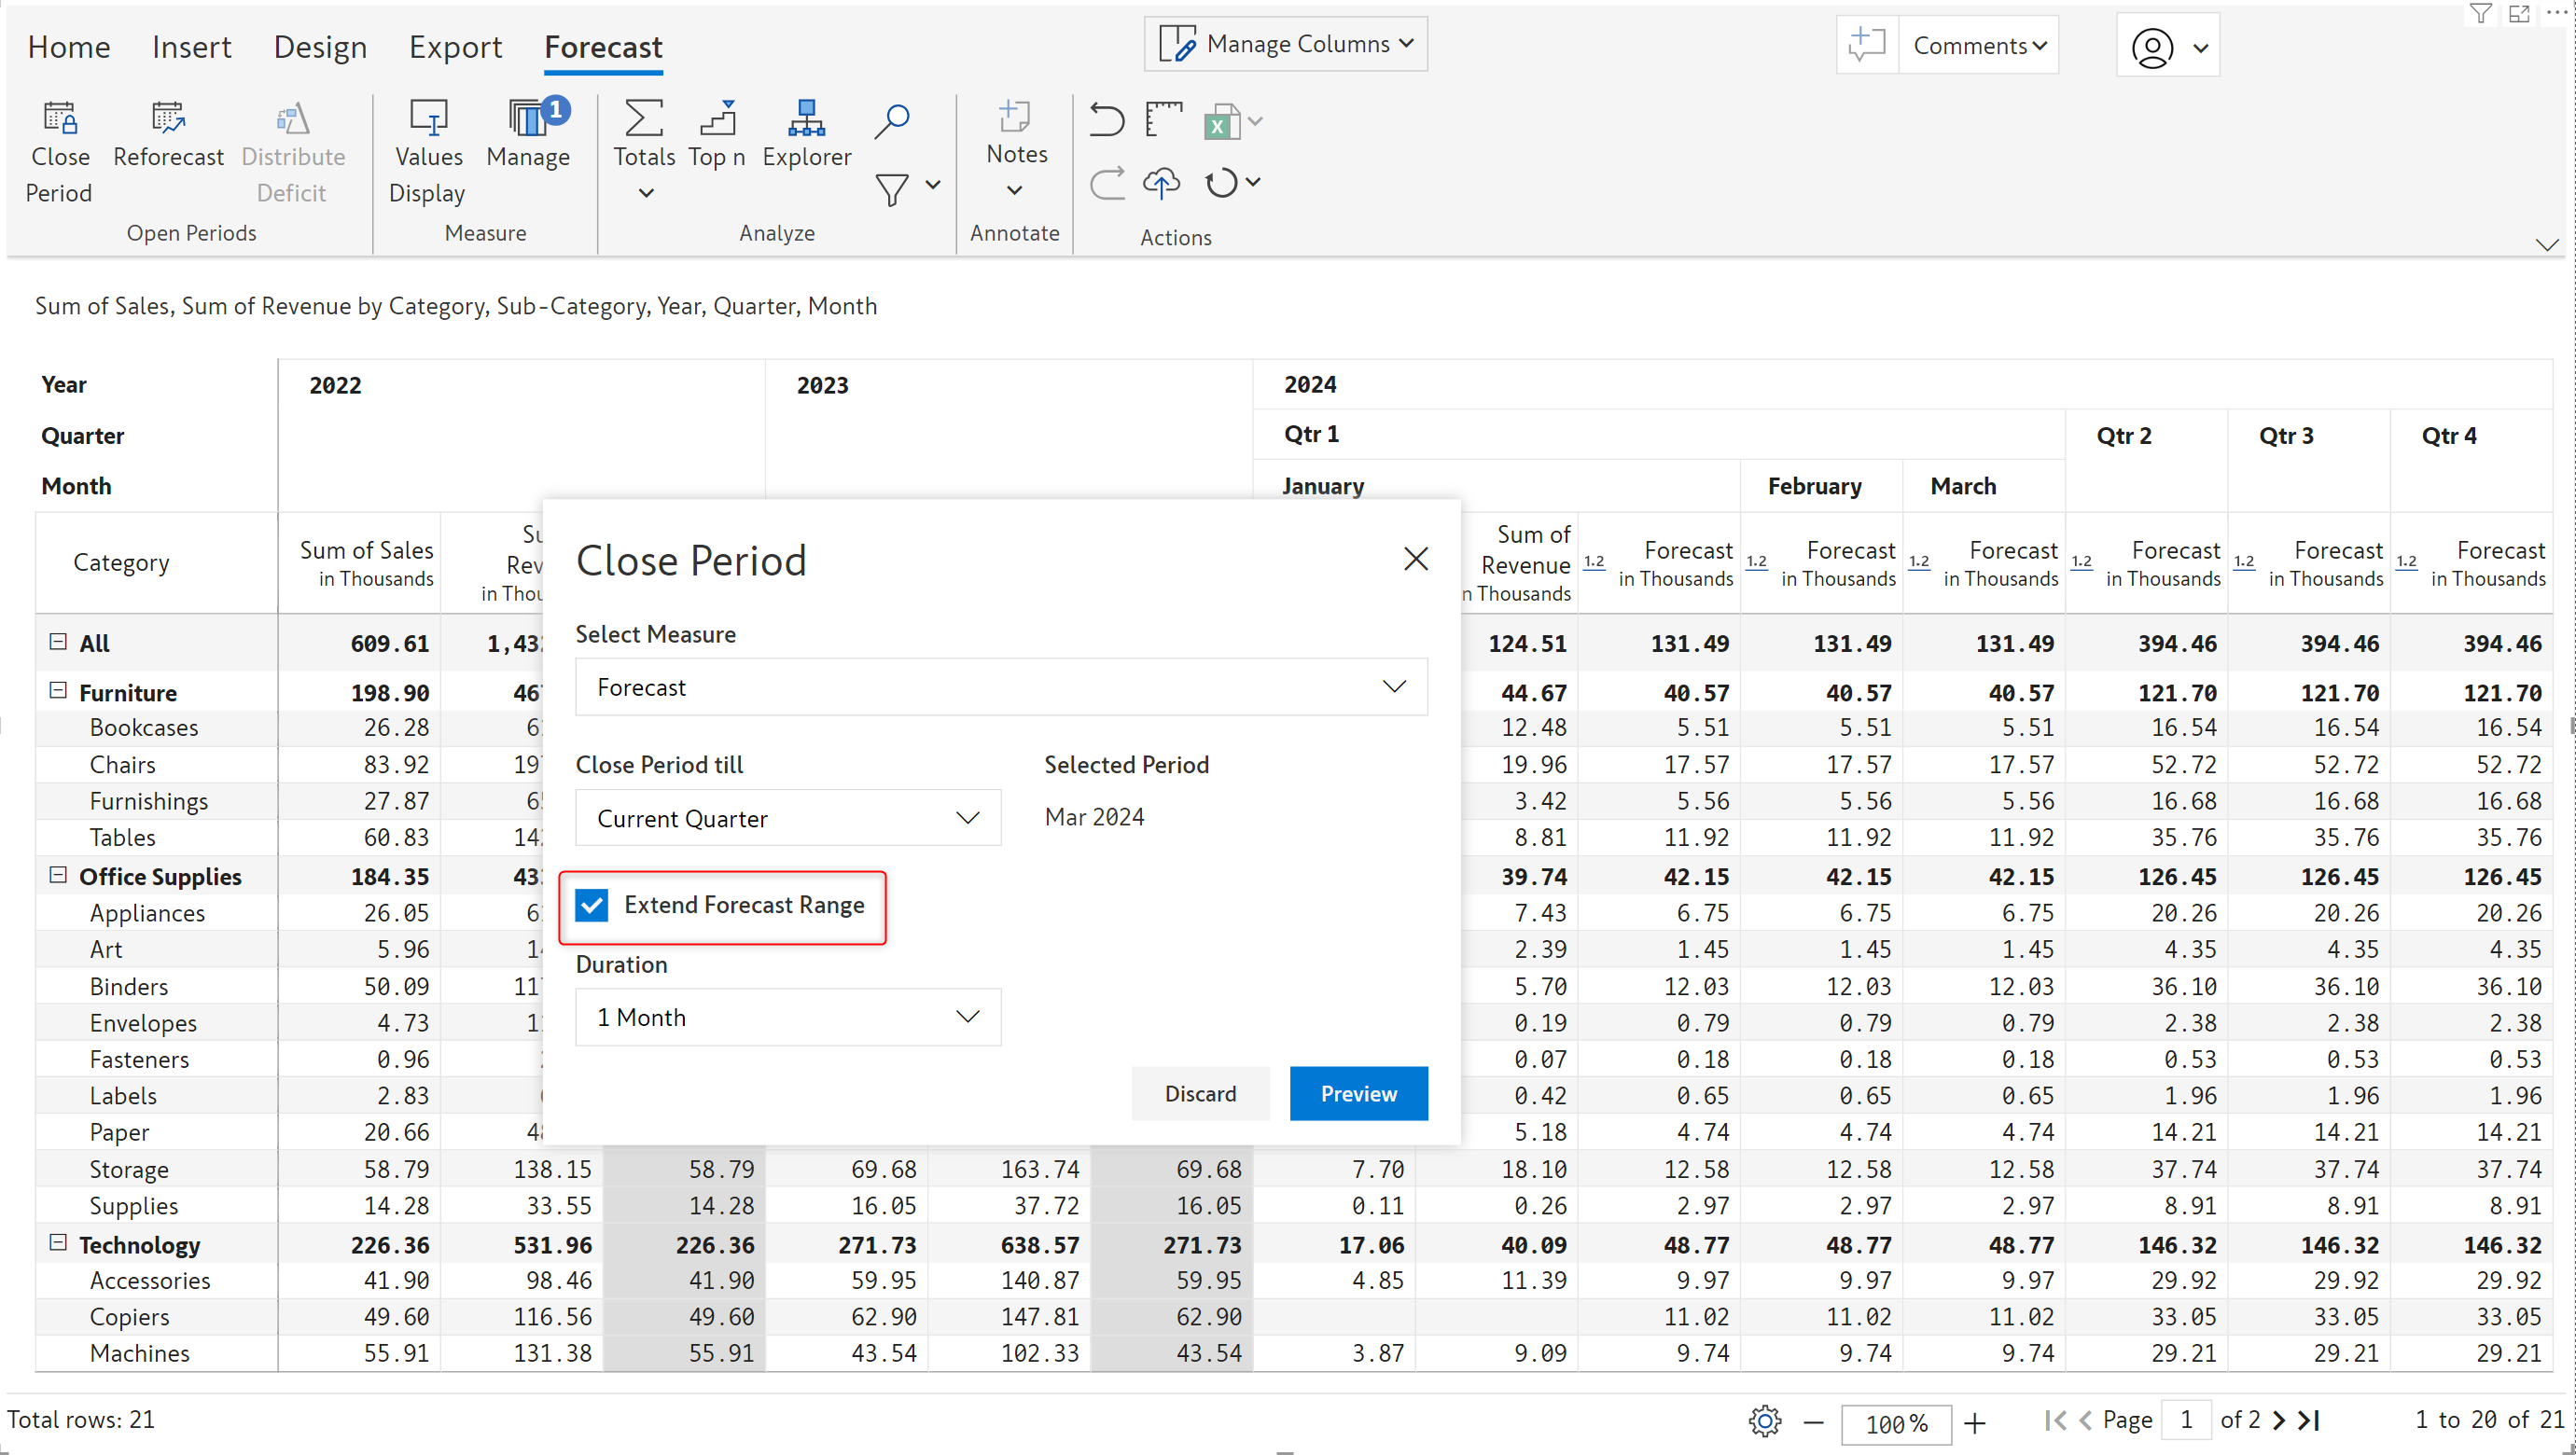 Home Insert Design Export Forecast Manage Columns Comments
Close Period Reforecast Distribute Deficit Values Display Manage 1 Totals Top n Explorer Notes X
Open Periods Measure Analyze Annotate Actions
Sum of Sales, Sum of Revenue by Category, Sub-Category, Year, Quarter, Month
Year 2022 2023 2024
Quarter Qtr 1 Qtr 2 Qtr 3 Qtr 4
Month January February March
Category Sum of Sales in Thousands Sum of Revenue n Thousands 1.2 Forecast in Thousands 1.2 Forecast in Thousands 1.2 Forecast in Thousands 1.2 Forecast in Thousands 1.2 Forecast in Thousands 1.2 Forecast in Thousands
All 609.61 124.51 131.49 131.49 131.49 394.46 394.46 394.46
Furniture 198.90 44.67 40.57 40.57 40.57 121.70 121.70 121.70
Bookcases 26.28 12.48 5.51 5.51 5.51 16.54 16.54 16.54
Chairs 83.92 19.96 17.57 17.57 17.57 52.72 52.72 52.72
Furnishings 27.87 3.42 5.56 5.56 5.56 16.68 16.68 16.68
Tables 60.83 8.81 11.92 11.92 11.92 35.76 35.76 35.76
Office Supplies 184.35 39.74 42.15 42.15 42.15 126.45 126.45 126.45
Appliances 26.05 7.43 6.75 6.75 6.75 20.26 20.26 20.26
Art 5.96 2.39 1.45 1.45 1.45 4.35 4.35 4.35
Binders 50.09 5.70 12.03 12.03 12.03 36.10 36.10 36.10
Envelopes 4.73 0.19 0.79 0.79 0.79 2.38 2.38 2.38
Fasteners 0.96 0.07 0.18 0.18 0.18 0.53 0.53 0.53
Labels 2.83 0.42 0.65 0.65 0.65 1.96 1.96 1.96
Paper 20.66 5.18 4.74 4.74 4.74 14.21 14.21 14.21
Storage 58.79 138.15 58.79 69.68 163.74 69.68 7.70 18.10 12.58 12.58 12.58 37.74 37.74 37.74
Supplies 14.28 33.55 14.28 16.05 37.72 16.05 0.11 0.26 2.97 2.97 2.97 8.91 8.91 8.91
Technology 226.36 531.96 226.36 271.73 638.57 271.73 17.06 40.09 48.77 48.77 48.77 146.32 146.32 146.32
Accessories 41.90 98.46 41.90 59.95 140.87 59.95 4.85 11.39 9.97 9.97 9.97 29.92 29.92 29.92
Copiers 49.60 116.56 49.60 62.90 147.81 62.90 11.02 11.02 11.02 33.05 33.05 33.05
Machines 55.91 131.38 55.91 43.54 102.33 43.54 3.87 9.09 9.74 9.74 9.74 29.21 29.21 29.21
Close Period
Select Measure
Forecast
Close Period till Selected Period
Current Quarter Mar 2024
Extend Forecast Range
Duration
1 Month
Discard Preview
Total rows: 21 100% Page 1 of 2 1 to 20 of 21